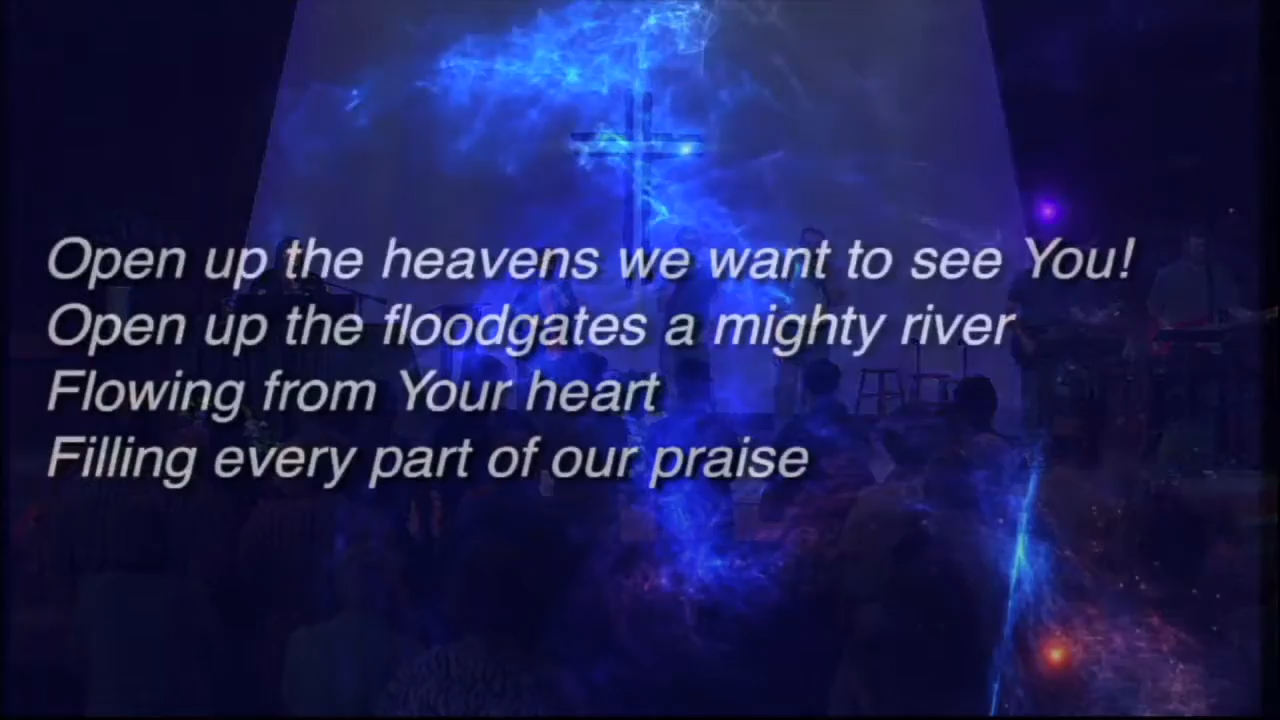 Open up the heavens we want to see You!
Open up the floodgates a mighty river
Flowing from Your heart
Filling every part of our praise